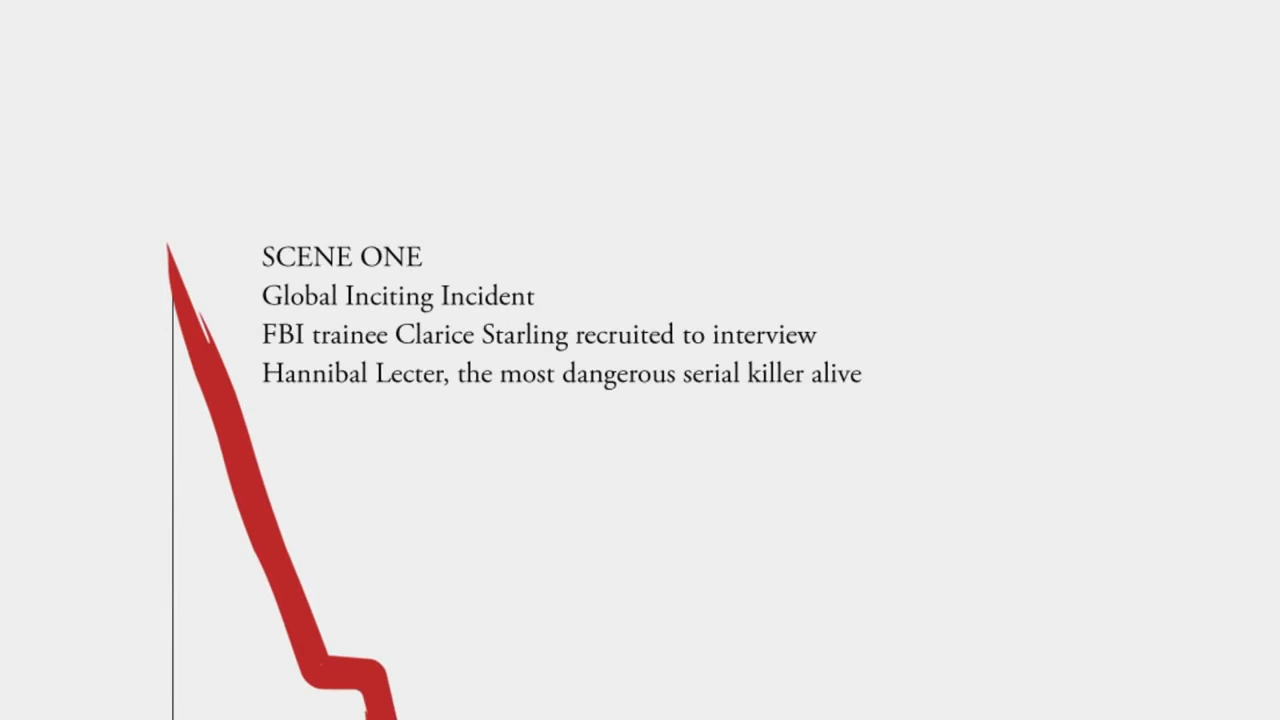 SCENE ONE
Global Inciting Incident
FBI trainee Clarice Starling recruited to interview
Hannibal Lecter, the most dangerous serial killer alive